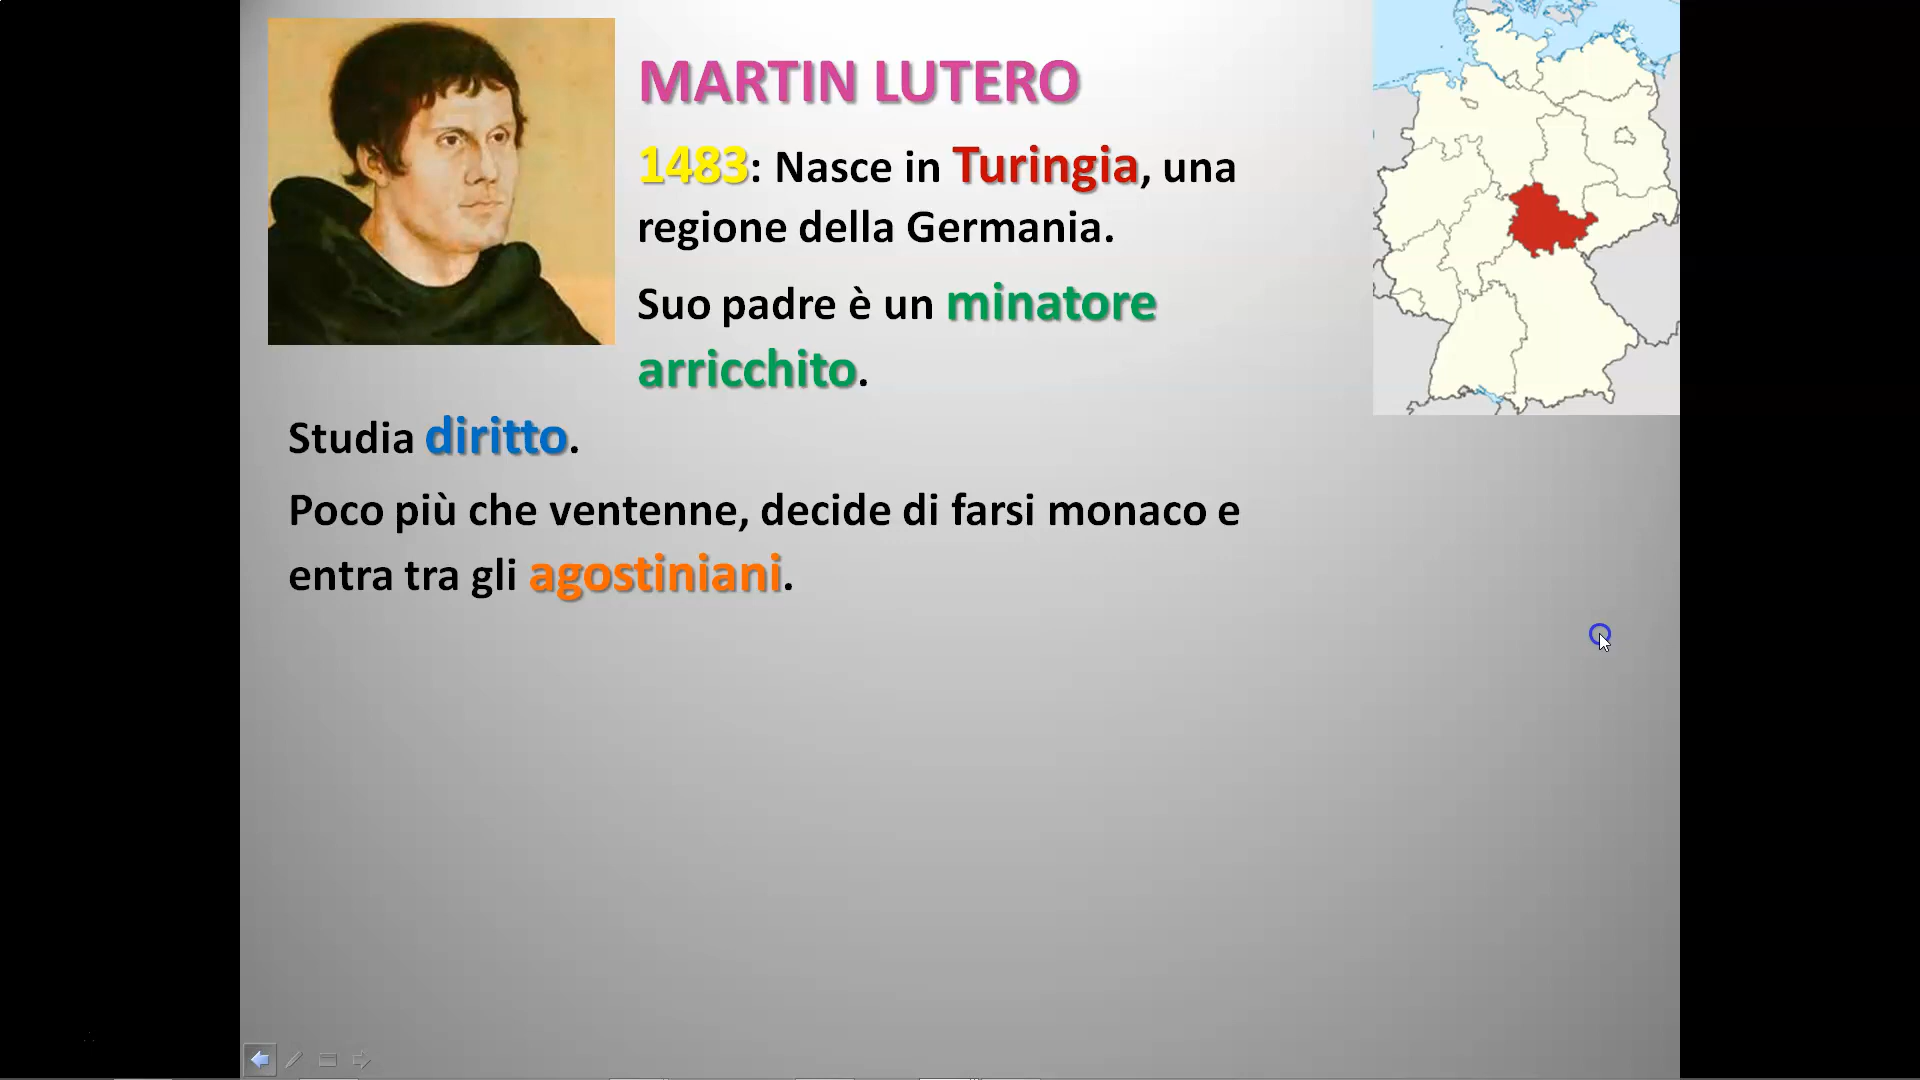 MARTIN LUTERO
1483: Nasce in Turingia, una
regione della Germania.
Suo padre è un minatore
arricchito.
Studia diritto.
Poco più che ventenne, decide di farsi monaco e
entra tra gli agostiniani.